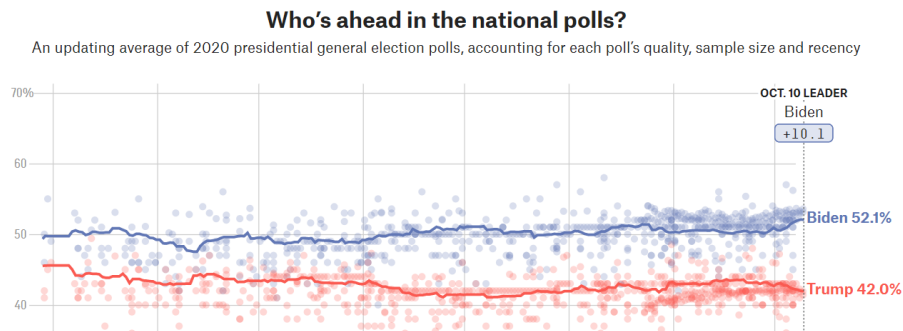 Who's ahead in the national polls?
An updating average of 2020 presidential general election polls, accounting for each poll's quality, sample size and recency
70%
OCT. 10 LEADER
Biden
+10.1
60
Biden 52.1%
50
Trump 42.0%
40